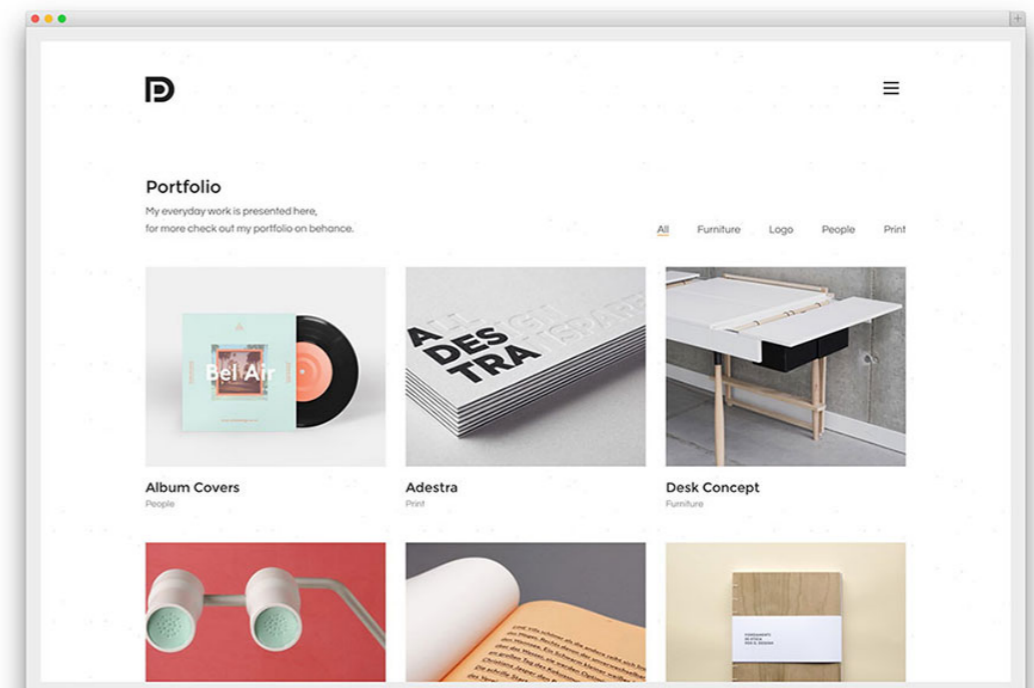 Portfolio
My everyday work is presented here,
for more check out my portfolio on behance.
All Furniture Logo People Print
Bel Air
A
DES
TRA
Album Covers
People
Adestra
Print
Desk Concept
Furniture